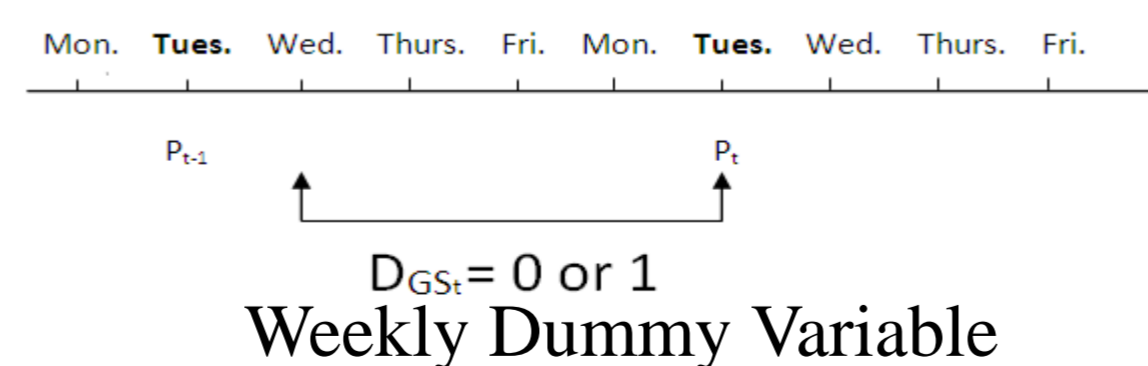 Mon. Tues. Wed. Thurs. Fri. Mon. Tues. Wed. Thurs. Fri.
Pt-1 Pt
DGSt= 0 or 1
Weekly Dummy Variable